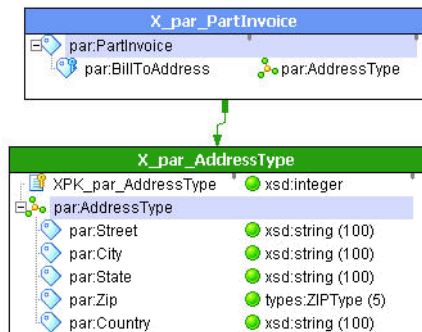 X_par_PartInvoice
par:PartInvoice
par:BillToAddress par:AddressType
X_par_AddressType
XPK_par_AddressType xsd:integer
par:AddressType
par:Street xsd:string (100)
par:City xsd:string (100)
par:State xsd:string (100)
par:Zip types:ZIPType (5)
par:Country xsd:string (100)